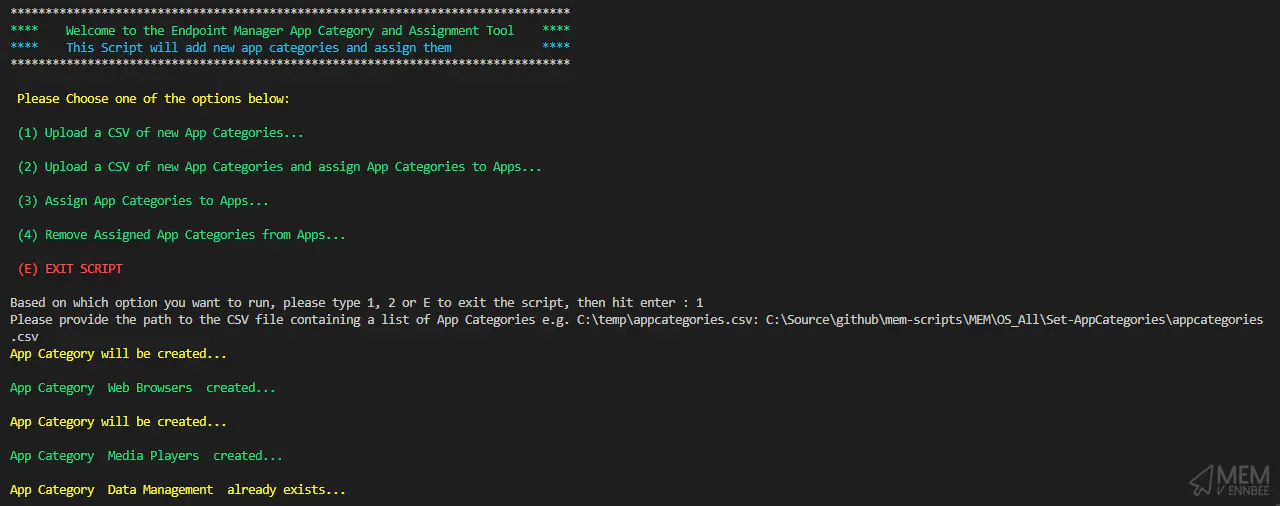 *********************************************************************************
****    Welcome to the Endpoint Manager App Category and Assignment Tool    ****
****    This Script will add new app categories and assign them             ****
*********************************************************************************
Please Choose one of the options below:
(1) Upload a CSV of new App Categories...
(2) Upload a CSV of new App Categories and assign App Categories to Apps...
(3) Assign App Categories to Apps...
(4) Remove Assigned App Categories from Apps...
(E) EXIT SCRIPT
Based on which option you want to run, please type 1, 2 or E to exit the script, then hit enter : 1
Please provide the path to the CSV file containing a list of App Categories e.g. C:\temp\appcategories.csv: C:\Source\github\mem-scripts\MEM\OS_All\Set-AppCategories\appcategories
.csv
App Category will be created...
App Category  Web Browsers  created...
App Category will be created...
App Category  Media Players  created...
App Category  Data Management  already exists...
MEM
V ENNBEE